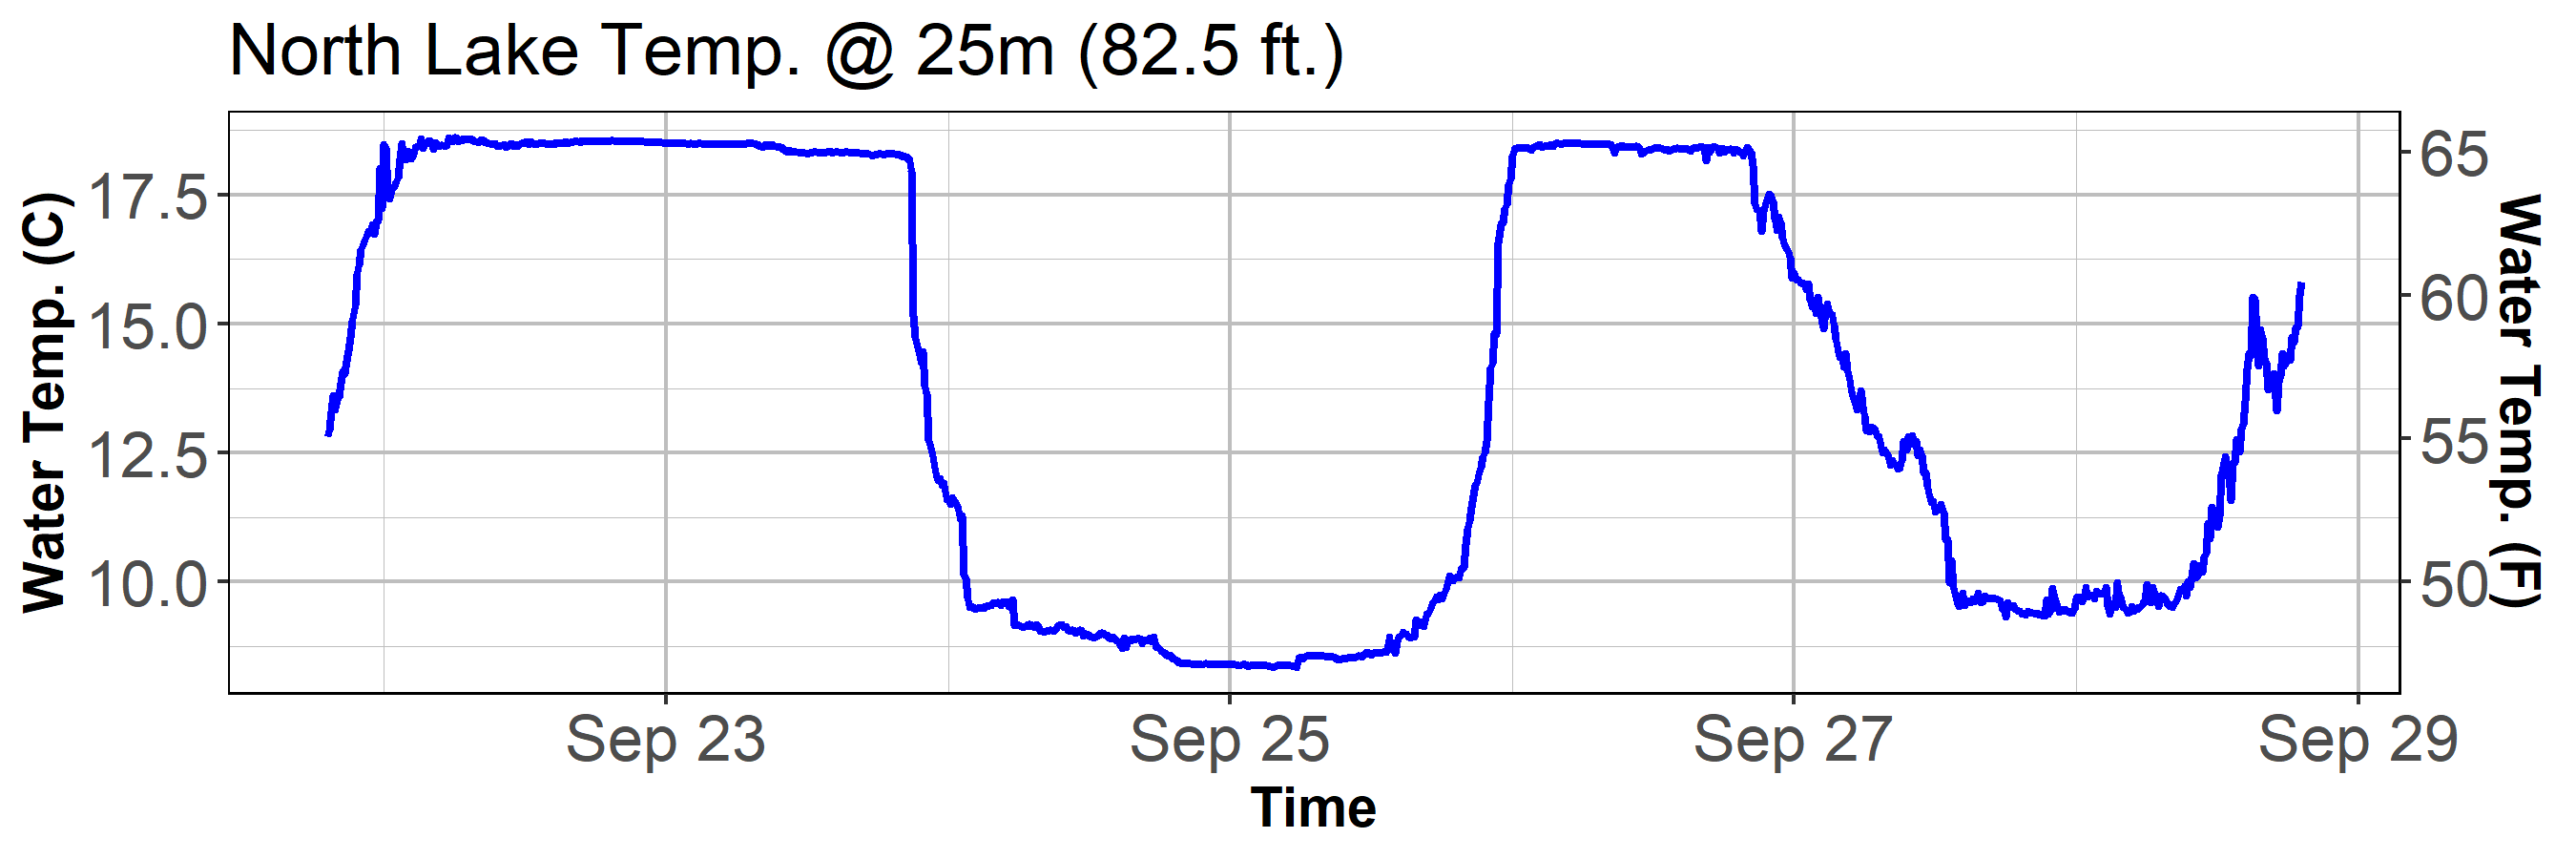 North Lake Temp. @ 25m (82.5 ft.)
Water Temp. (C)
17.5
15.0
12.5
10.0
65
60
55
50
Water Temp. (F)
Sep 23
Sep 25
Sep 27
Sep 29
Time